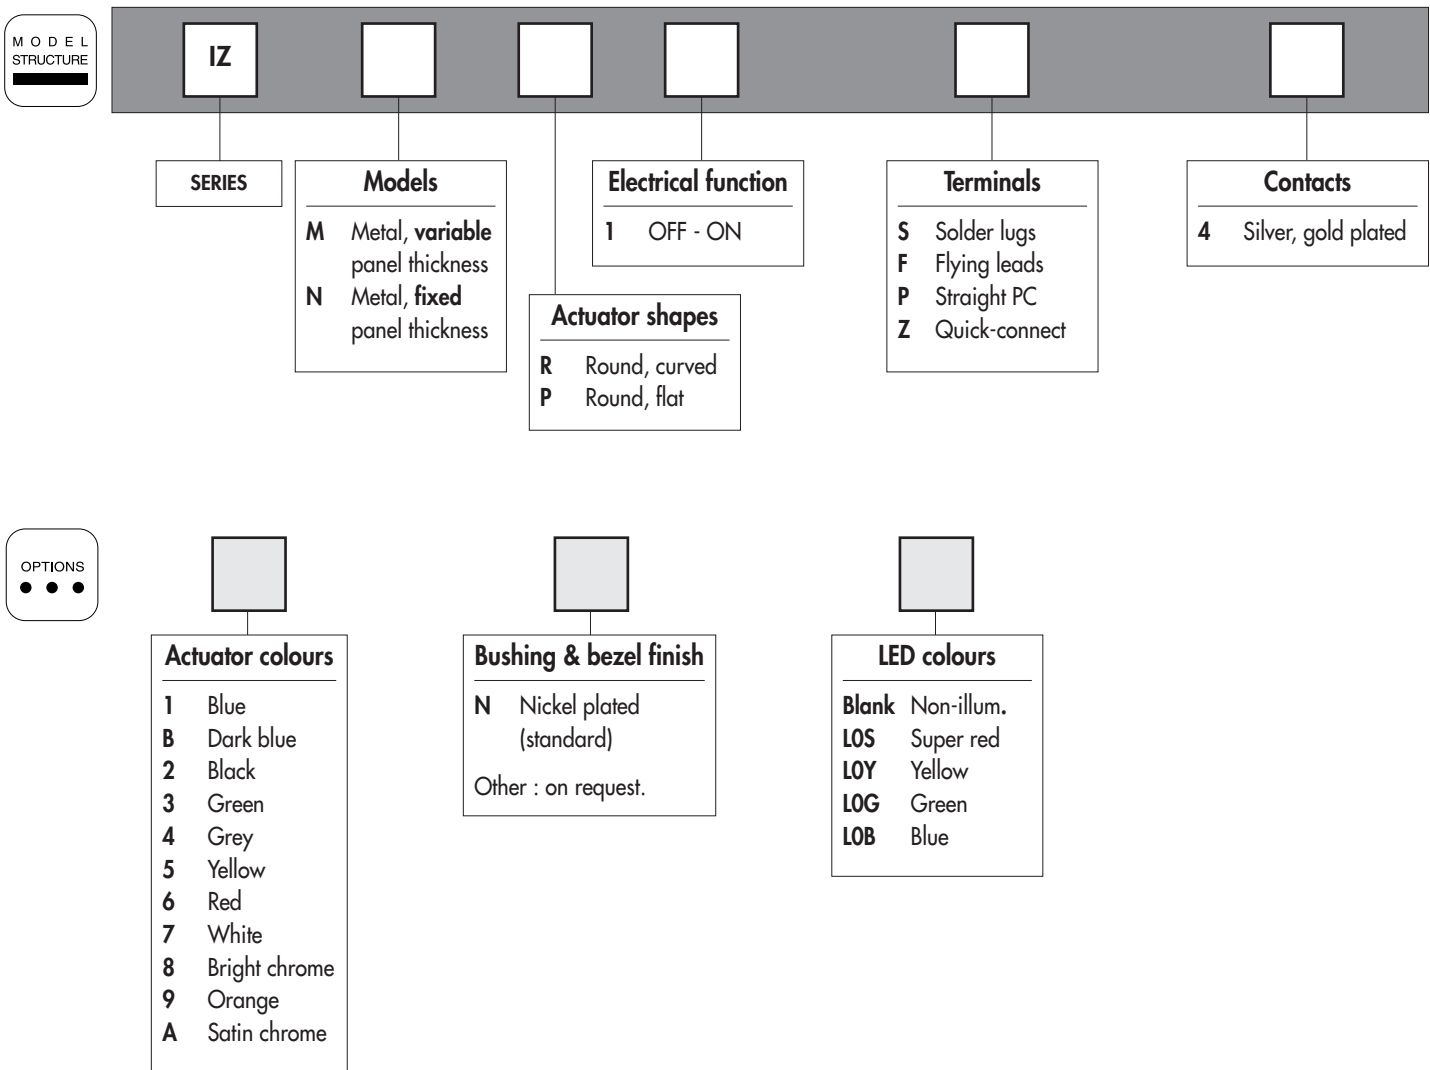 MODEL
STRUCTURE
IZ
SERIES
Models
M Metal, variable
panel thickness
N Metal, fixed
panel thickness
Actuator shapes
R Round, curved
P Round, flat
Electrical function
1 OFF - ON
Terminals
S Solder lugs
F Flying leads
P Straight PC
Z Quick-connect
Contacts
4 Silver, gold plated
OPTIONS
Actuator colours
1 Blue
B Dark blue
2 Black
3 Green
4 Grey
5 Yellow
6 Red
7 White
8 Bright chrome
9 Orange
A Satin chrome
Bushing & bezel finish
N Nickel plated
(standard)
Other : on request.
LED colours
Blank Non-illum.
L0S Super red
L0Y Yellow
L0G Green
L0B Blue